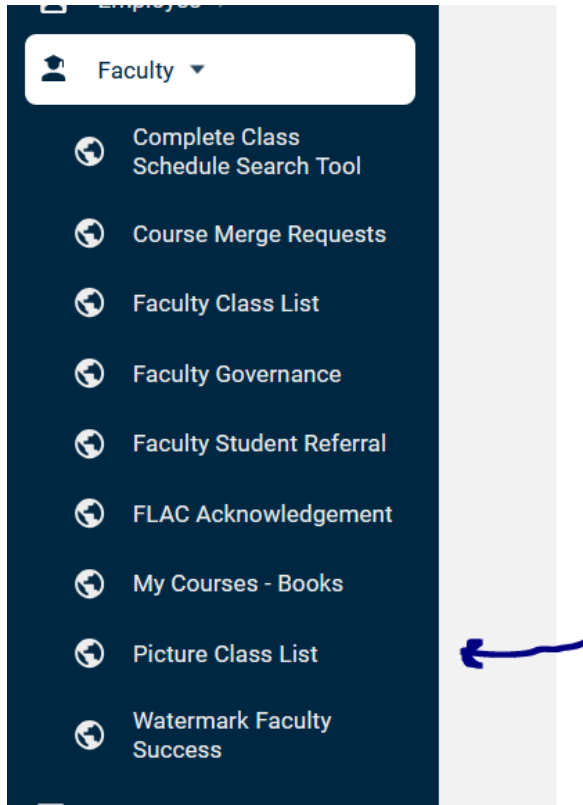 Faculty
Complete Class
Schedule Search Tool
Course Merge Requests
Faculty Class List
Faculty Governance
Faculty Student Referral
FLAC Acknowledgement
My Courses - Books
Picture Class List
Watermark Faculty
Success